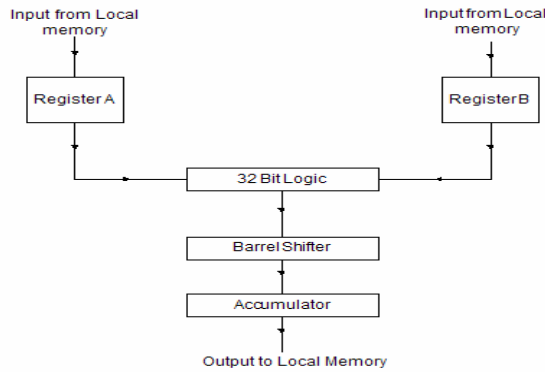 Input from Local
memory
Input from Local
memory
Register A
Register B
32 Bit Logic
Barrel Shifter
Accumulator
Output to Local Memory